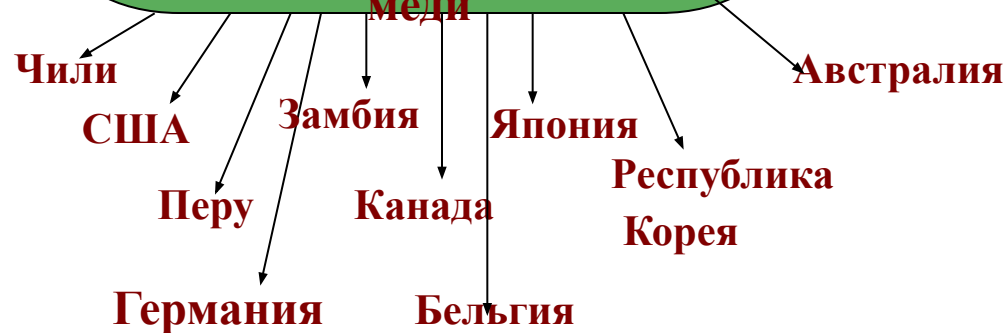 меди
Чили
Австралия
США
Замбия
Япония
Перу
Канада
Республика
Корея
Германия
Бельгия